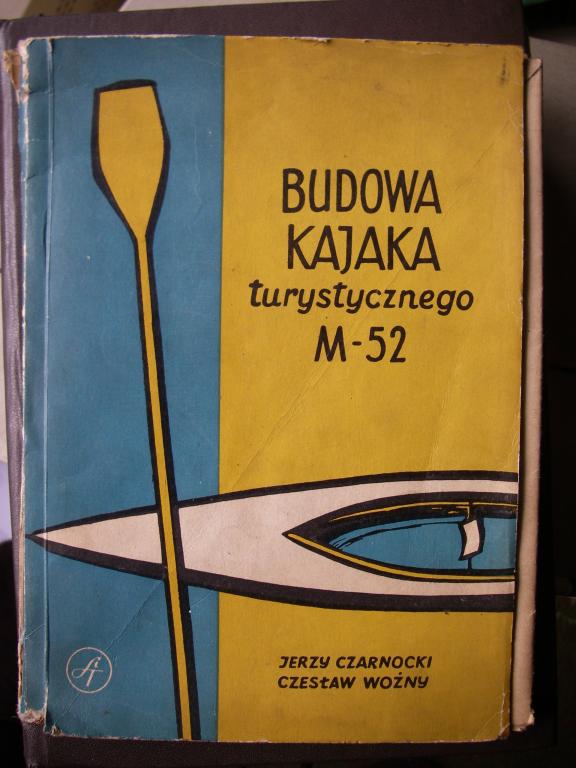 BUDOWA
KAJAKA
turystycznego
M-52
JERZY CZARNOCKI
CZESŁAW WOŹNY